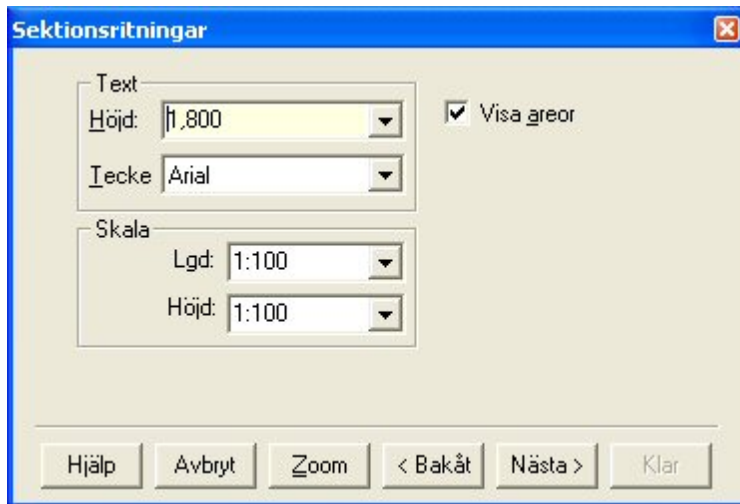 Sektionsritningar
Text
Höjd: 1,800
Visa areor
Tecke Arial
Skala
Lgd: 1:100
Höjd: 1:100
Hjälp Avbryt Zoom < Bakåt Nästa > Klar